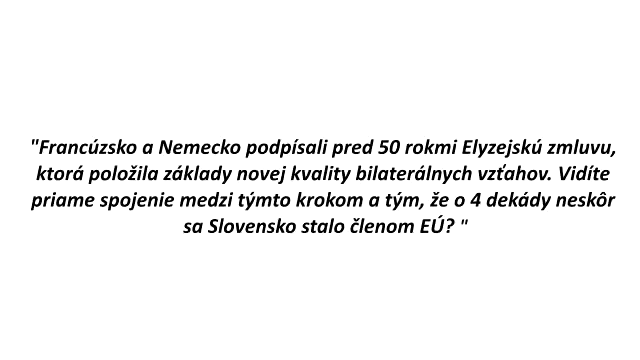 "Francúzsko a Nemecko podpísali pred 50 rokmi Elyzejskú zmluvu,
ktorá položila základy novej kvality bilaterálnych vzťahov. Vidíte
priame spojenie medzi týmto krokom a tým, že o 4 dekády neskôr
sa Slovensko stalo členom EÚ? "